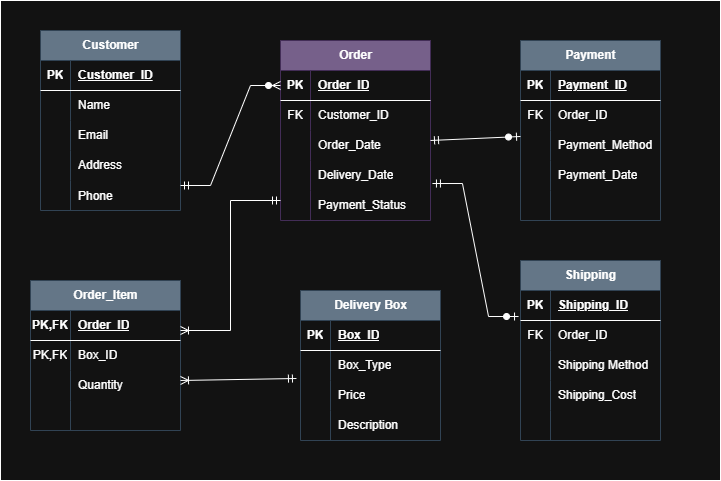 Customer
PK Customer_ID
Name
Email
Address
Phone
Order
PK Order_ID
FK Customer_ID
Order_Date
Delivery_Date
Payment_Status
Payment
PK Payment_ID
FK Order_ID
Payment_Method
Payment_Date
Order_Item
PK,FK Order_ID
PK,FK Box_ID
Quantity
Delivery Box
PK Box_ID
Box_Type
Price
Description
Shipping
PK Shipping_ID
FK Order_ID
Shipping Method
Shipping_Cost